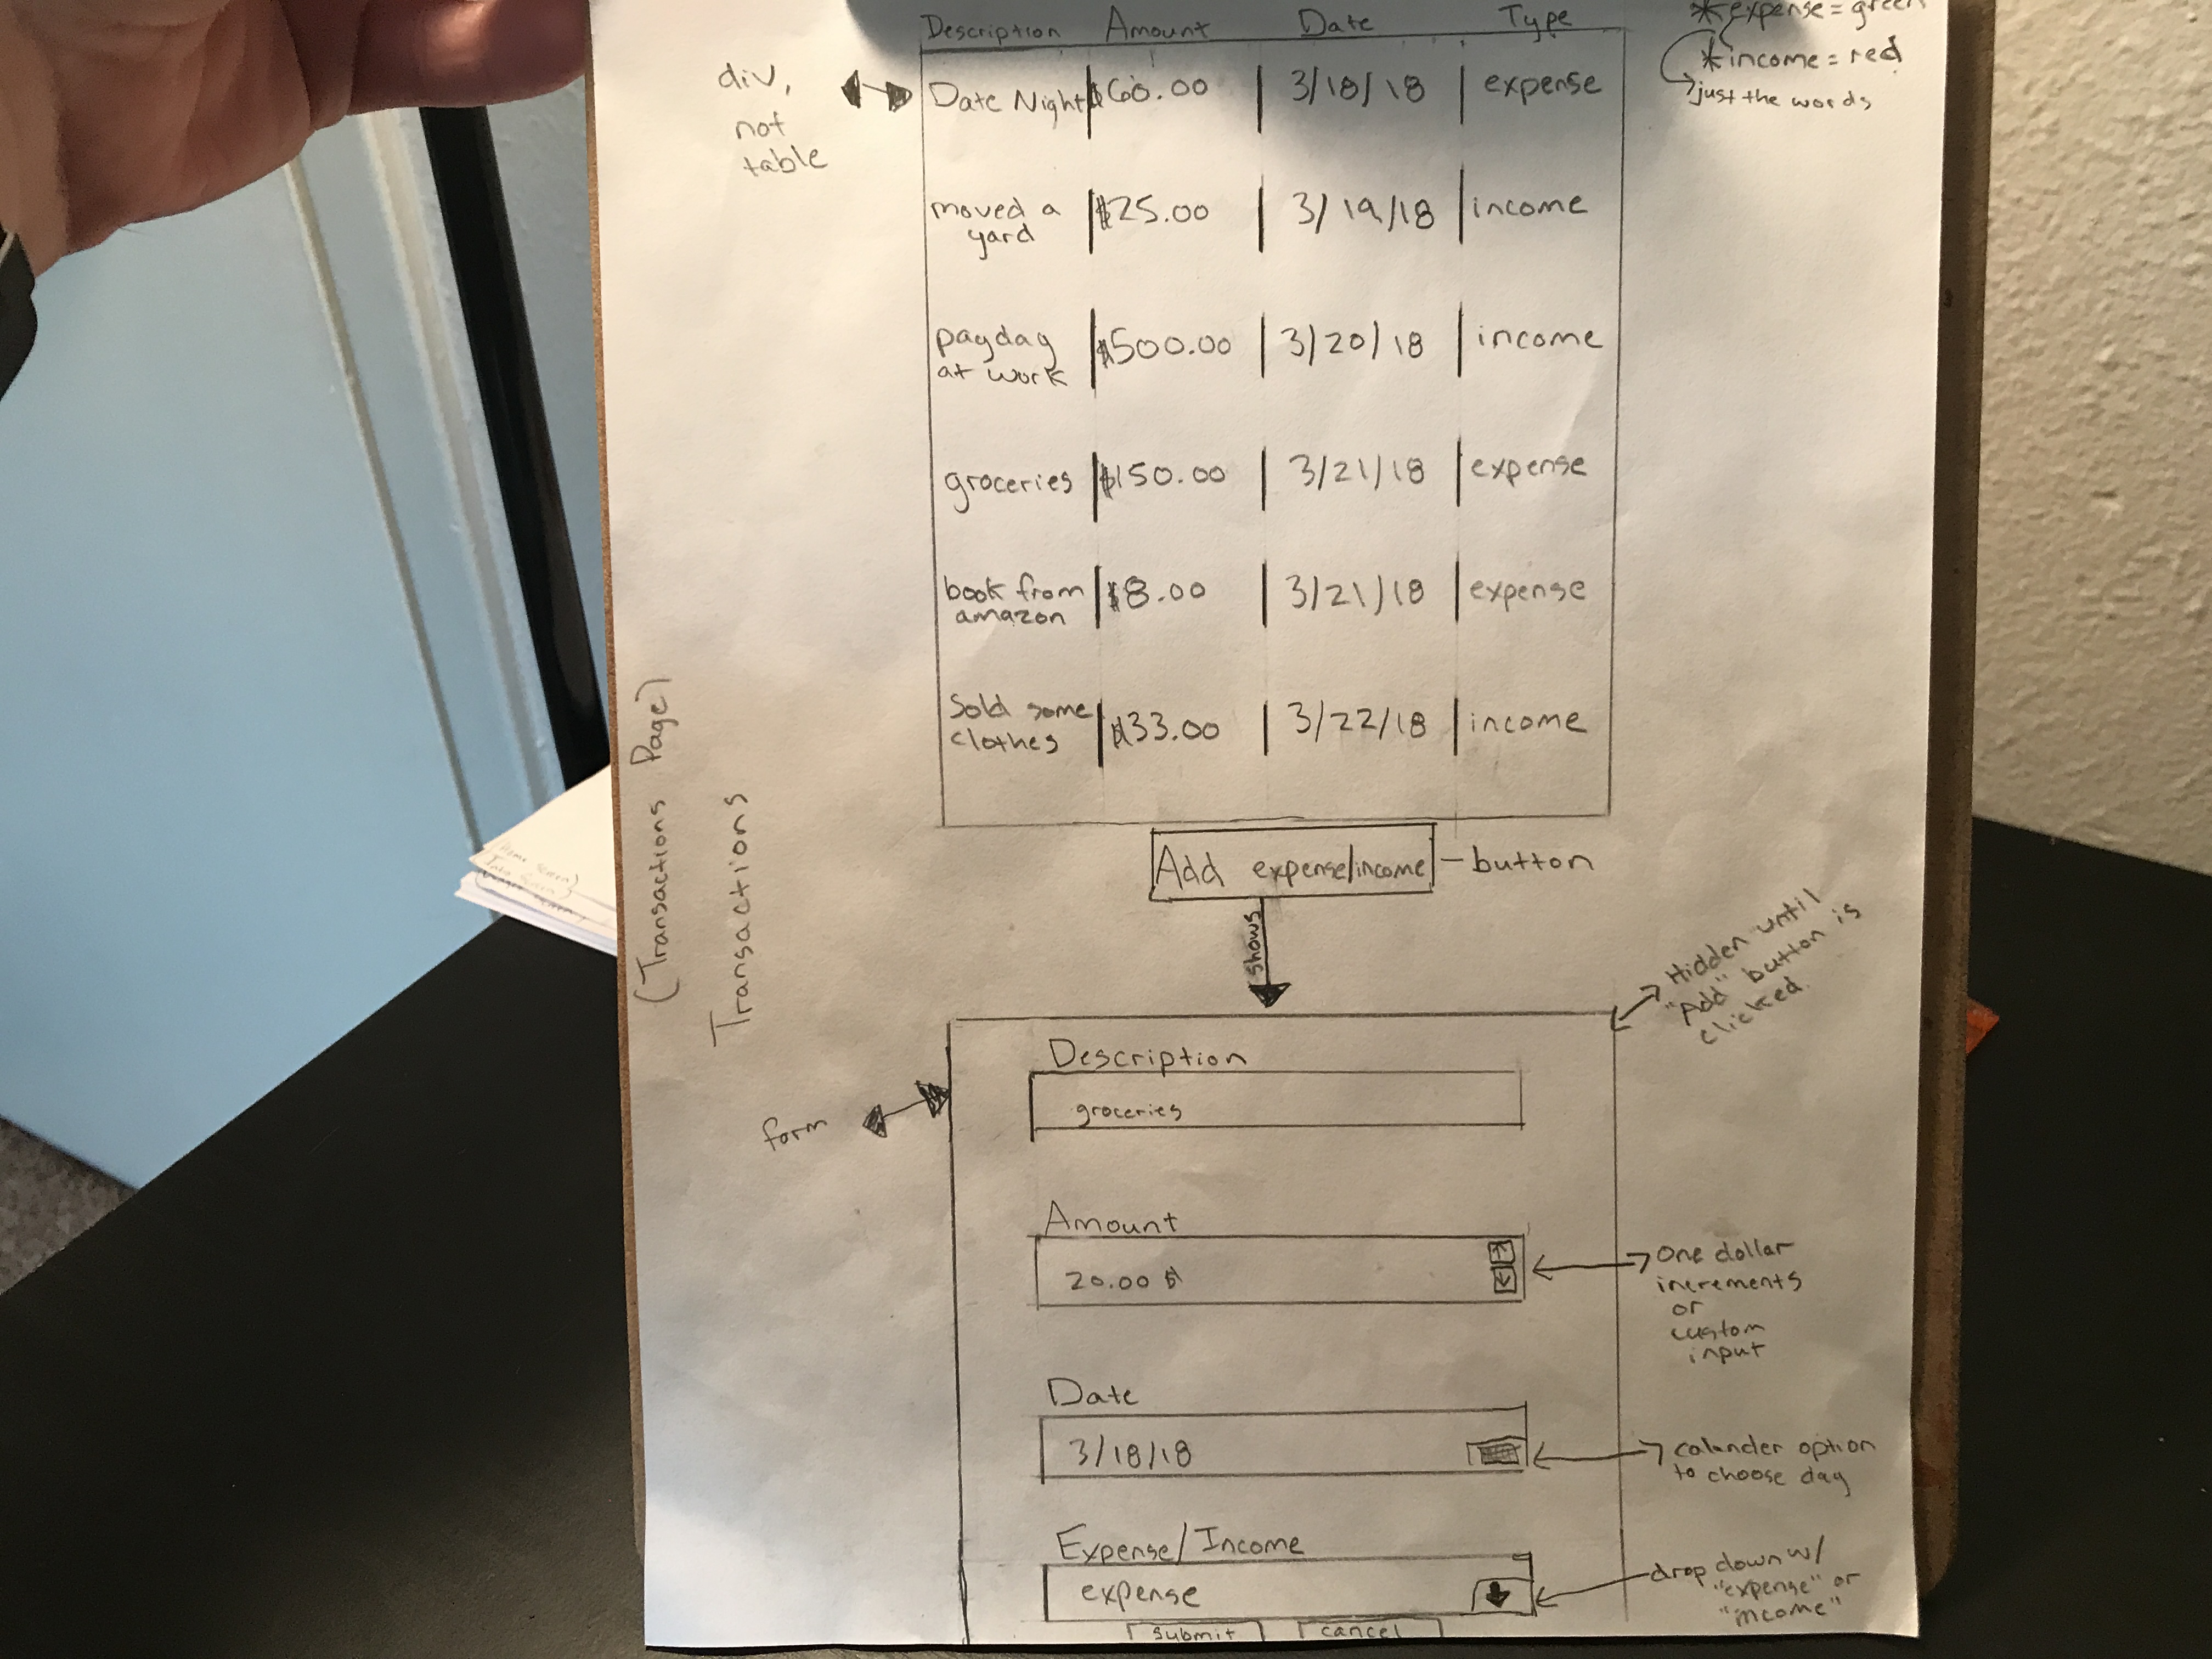 Description Amount Date Type
*expense = green
*income = red
just the words
div,
not
table
Date Night $60.00 3/18/18 expense
moved a
yard
$25.00 3/19/18 income
payday
at work
$500.00 3/20/18 income
groceries $150.00 3/21/18 expense
book from
amazon
$8.00 3/21/18 expense
Sold some
clothes
$33.00 3/22/18 income
(Transactions Page)
Transactions
Add expense/income - button
shows
Hidden until
"Add" button is
clicked.
form
Description
groceries
Amount
20.00 $
One dollar
increments
or
custom
input
Date
3/18/18
calander option
to choose day
Expense/Income
expense
drop down w/
"expense" or
"income"
submit cancel